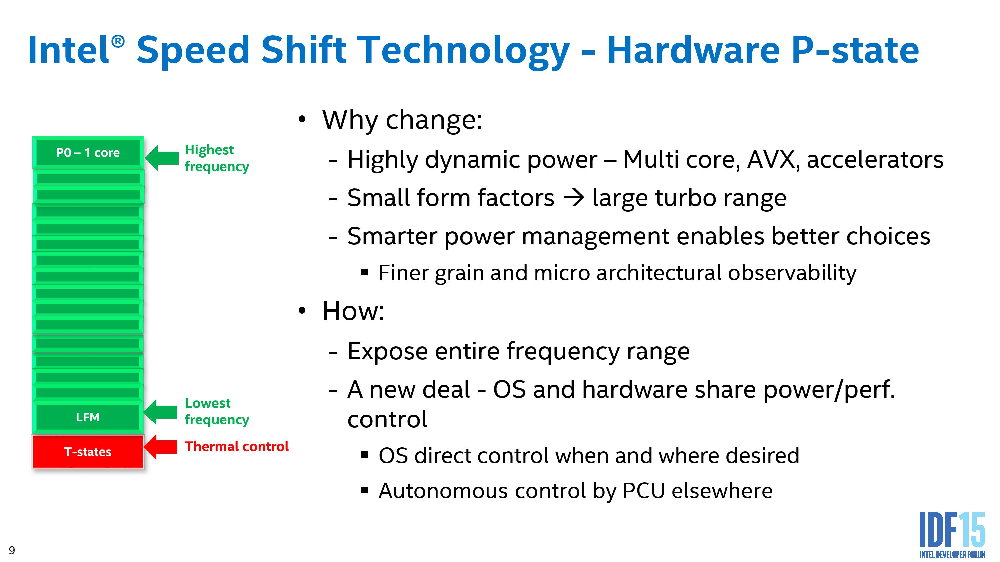 Intel® Speed Shift Technology - Hardware P-state
P0 – 1 core
Highest
frequency
LFM
Lowest
frequency
T-states
Thermal control
• Why change:
- Highly dynamic power – Multi core, AVX, accelerators
- Small form factors → large turbo range
- Smarter power management enables better choices
▪ Finer grain and micro architectural observability
• How:
- Expose entire frequency range
- A new deal - OS and hardware share power/perf.
control
▪ OS direct control when and where desired
▪ Autonomous control by PCU elsewhere
IDF15
INTEL DEVELOPER FORUM
9